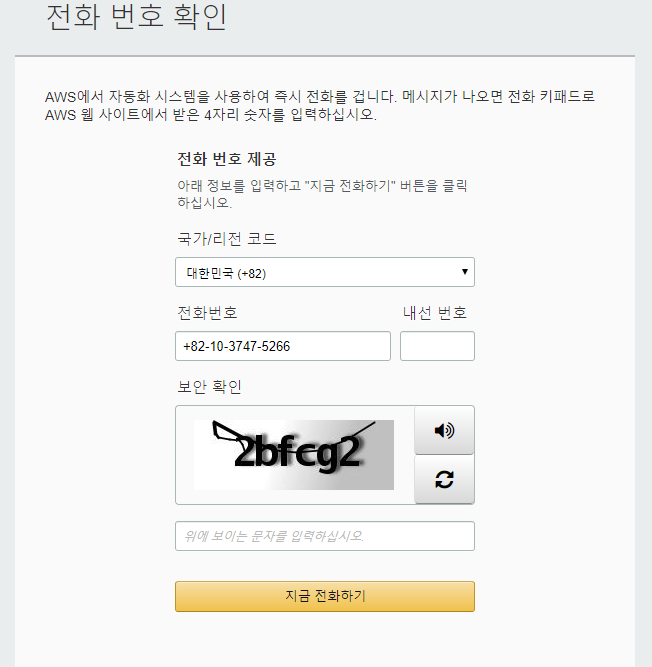 전화 번호 확인
AWS에서 자동화 시스템을 사용하여 즉시 전화를 겁니다. 메시지가 나오면 전화 키패드로
AWS 웹 사이트에서 받은 4자리 숫자를 입력하십시오.
전화 번호 제공
아래 정보를 입력하고 "지금 전화하기" 버튼을 클릭
하십시오.
국가/리전 코드
대한민국 (+82)
전화번호 내선 번호
+82-10-3747-5266
보안 확인
2bfcg2
위에 보이는 문자를 입력하십시오.
지금 전화하기